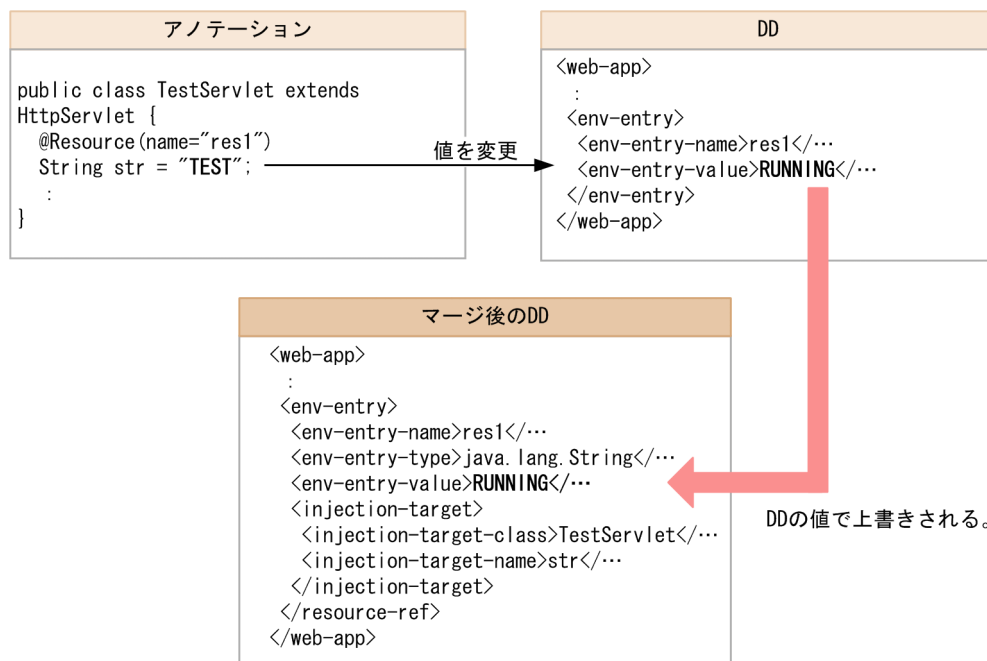 アノテーション
public class TestServlet extends
HttpServlet {
@Resource(name="res1")
String str = "TEST";
:
}
値を変更
DD
<web-app>
:
<env-entry>
<env-entry-name>res1</…
<env-entry-value>RUNNING</…
</env-entry>
</web-app>
マージ後のDD
<web-app>
:
<env-entry>
<env-entry-name>res1</…
<env-entry-type>java.lang.String</…
<env-entry-value>RUNNING</…
<injection-target>
<injection-target-class>TestServlet</…
<injection-target-name>str</…
</injection-target>
</resource-ref>
</web-app>
DDの値で上書きされる。